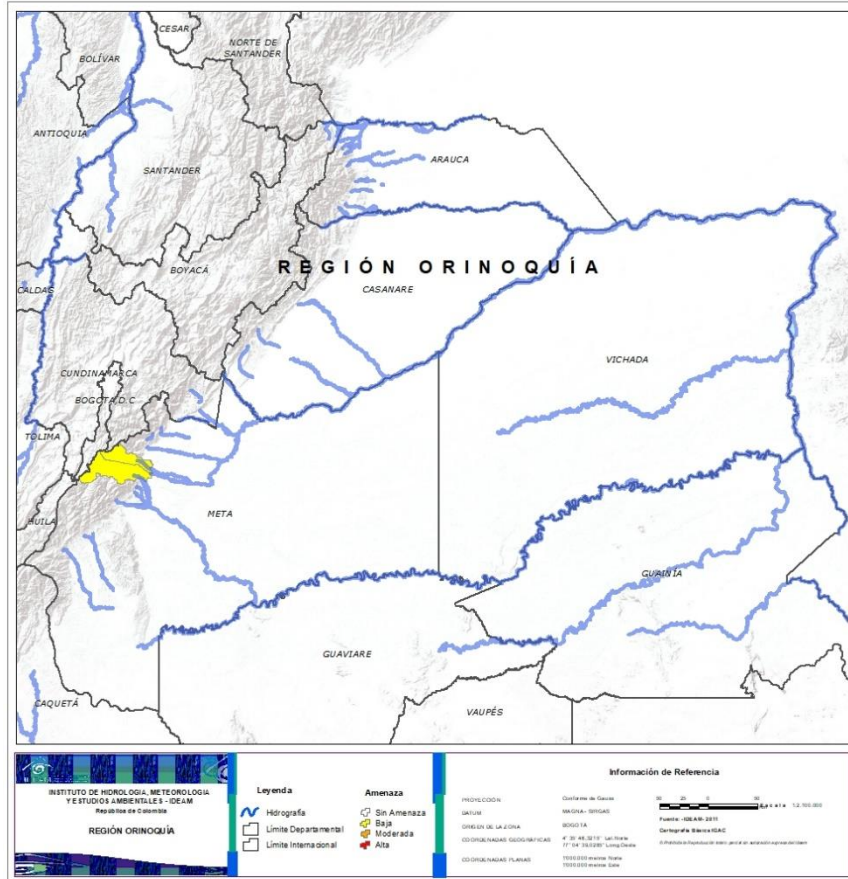 CESAR
NORTE DE
SANTANDER
BOLÍVAR
ANTIOQUIA
ARAUCA
SANTANDER
BOYACÁ
REGIÓN ORINOQUÍA
CALDAS
CASANARE
VICHADA
CUNDINAMARCA
BOGOTÁ D.C
TOLIMA
META
HUILA
GUAINÍA
GUAVIARE
CAQUETÁ
VAUPÉS
INSTITUTO DE HIDROLOGIA, METEOROLOGIA
Y ESTUDIOS AMBIENTALES - IDEAM
República de Colombia
REGIÓN ORINOQUÍA
Leyenda
Hidrografía
Límite Departamental
Límite Internacional
Amenaza
Sin Amenaza
Baja
Moderada
Alta
Información de Referencia
PROYECCIÓN
Conforme de Gauss
DATUM
MAGNA - SIRGAS
ORIGEN DE LA ZONA
BOGOTÁ
COORDENADAS GEOGRÁFICAS
COORDENADAS PLANAS
Escala
Fuente: -IDEAM- 2011
Cartografía Básica IGAC